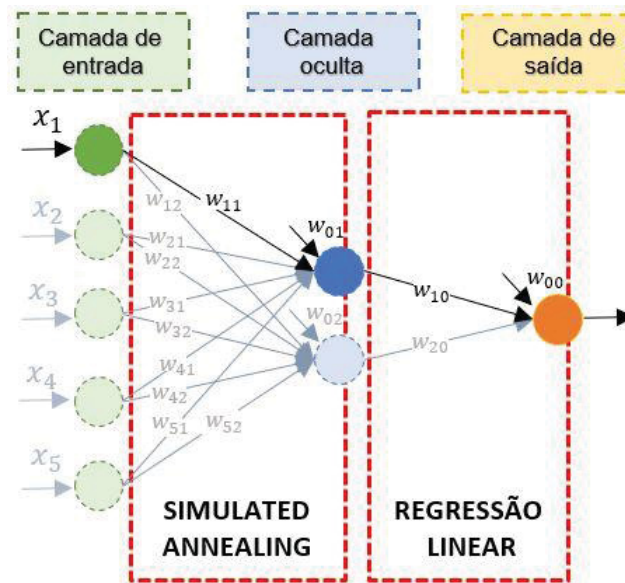 Camada de
entrada
Camada
oculta
Camada de
saída
x₁
x₂
x₃
x₄
x₅
w₁₁
w₁₂
w₂₁
w₂₂
w₃₁
w₃₂
w₄₁
w₄₂
w₅₁
w₅₂
w₀₁
w₀₂
w₁₀
w₂₀
w₀₀
SIMULATED
ANNEALING
REGRESSÃO
LINEAR